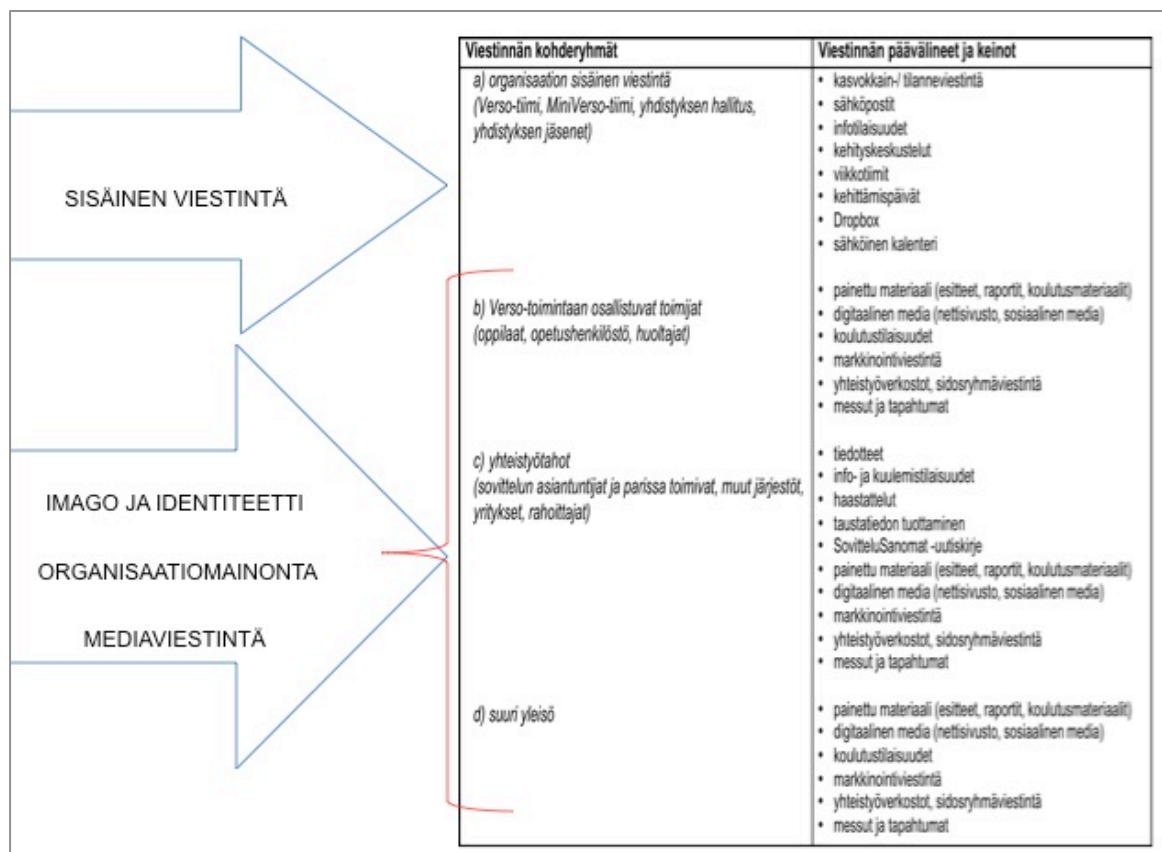 SISÄINEN VIESTINTÄ
IMAGO JA IDENTITEETTI
ORGANISAATIOMAINONTA
MEDIAVIESTINTÄ
Viestinnän kohderyhmät
Viestinnän päävälineet ja keinot
a) organisaation sisäinen viestintä
(Verso-tiimi, MiniVerso-tiimi, yhdistyksen hallitus,
yhdistyksen jäsenet)
• kasvokkain-/ tilanneviestintä
• sähköpostit
• infotilaisuudet
• kehityskeskustelut
• viikkotiimit
• kehittämispäivät
• Dropbox
• sähköinen kalenteri
b) Verso-toimintaan osallistuvat toimijat
(oppilaat, opetushenkilöstö, huoltajat)
• painettu materiaali (esitteet, raportit, koulutusmateriaalit)
• digitaalinen media (nettisivusto, sosiaalinen media)
• koulutustilaisuudet
• markkinointiviestintä
• yhteistyöverkostot, sidosryhmäviestintä
• messut ja tapahtumat
c) yhteistyötahot
(sovittelun asiantuntijat ja parissa toimivat, muut järjestöt,
yritykset, rahoittajat)
• tiedotteet
• info- ja kuulemistilaisuudet
• haastattelut
• taustatiedon tuottaminen
• SovitteluSanomat -uutiskirje
• painettu materiaali (esitteet, raportit, koulutusmateriaalit)
• digitaalinen media (nettisivusto, sosiaalinen media)
• markkinointiviestintä
• yhteistyöverkostot, sidosryhmäviestintä
• messut ja tapahtumat
d) suuri yleisö
• painettu materiaali (esitteet, raportit, koulutusmateriaalit)
• digitaalinen media (nettisivusto, sosiaalinen media)
• koulutustilaisuudet
• markkinointiviestintä
• yhteistyöverkostot, sidosryhmäviestintä
• messut ja tapahtumat